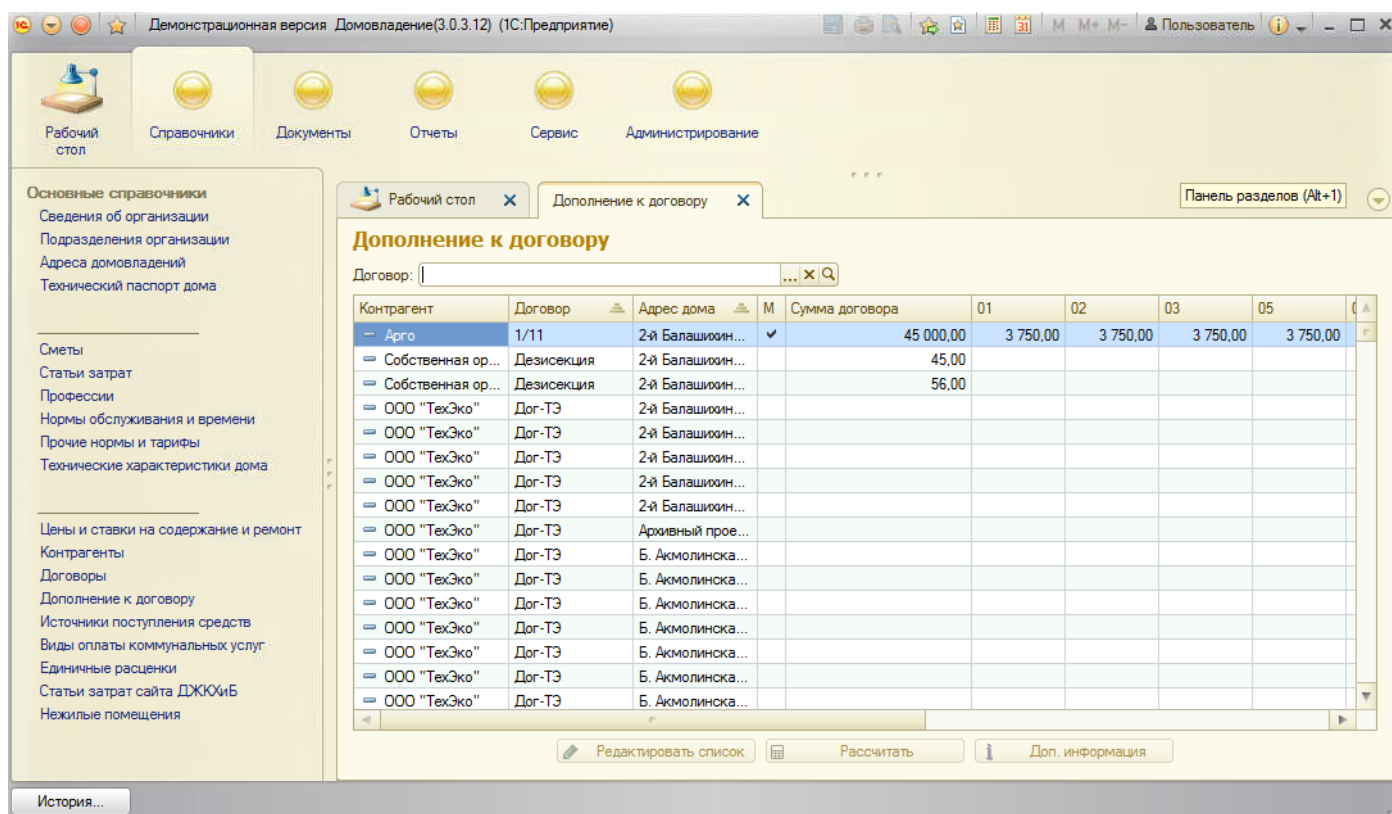 Демонстрационная версия Домовладение(3.0.3.12) (1С:Предприятие)
M M+ M- Пользователь
Рабочий стол
Справочники
Документы
Отчеты
Сервис
Администрирование
Основные справочники
Сведения об организации
Подразделения организации
Адреса домовладений
Технический паспорт дома
Сметы
Статьи затрат
Профессии
Нормы обслуживания и времени
Прочие нормы и тарифы
Технические характеристики дома
Цены и ставки на содержание и ремонт
Контрагенты
Договоры
Дополнение к договору
Источники поступления средств
Виды оплаты коммунальных услуг
Единичные расценки
Статьи затрат сайта ДЖКХиБ
Нежилые помещения
Рабочий стол
Дополнение к договору
Панель разделов (Alt+1)
Дополнение к договору
Договор:
Контрагент Договор Адрес дома М Сумма договора 01 02 03 05
Арго 1/11 2-й Балашихин... 45 000,00 3 750,00 3 750,00 3 750,00 3 750,00
Собственная ор... Дезисекция 2-й Балашихин... 45,00
Собственная ор... Дезисекция 2-й Балашихин... 56,00
ООО "ТехЭко" Дог-ТЭ 2-й Балашихин...
ООО "ТехЭко" Дог-ТЭ 2-й Балашихин...
ООО "ТехЭко" Дог-ТЭ 2-й Балашихин...
ООО "ТехЭко" Дог-ТЭ 2-й Балашихин...
ООО "ТехЭко" Дог-ТЭ 2-й Балашихин...
ООО "ТехЭко" Дог-ТЭ Архивный прое...
ООО "ТехЭко" Дог-ТЭ Б. Акмолинска...
ООО "ТехЭко" Дог-ТЭ Б. Акмолинска...
ООО "ТехЭко" Дог-ТЭ Б. Акмолинска...
ООО "ТехЭко" Дог-ТЭ Б. Акмолинска...
ООО "ТехЭко" Дог-ТЭ Б. Акмолинска...
ООО "ТехЭко" Дог-ТЭ Б. Акмолинска...
ООО "ТехЭко" Дог-ТЭ Б. Акмолинска...
Редактировать список
Рассчитать
Доп. информация
История...